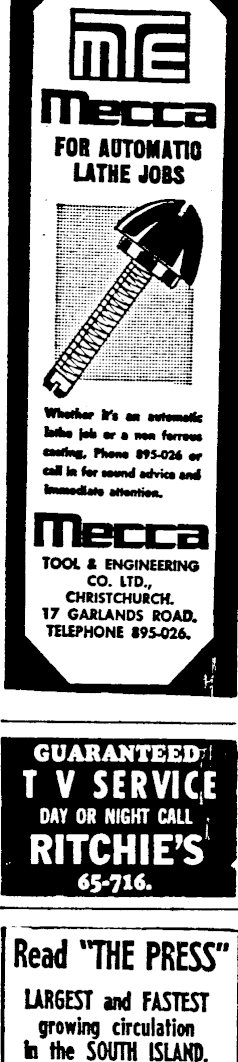 MTE
Mecca
FOR AUTOMATIC
LATHE JOBS
Whether it's an automatic
lathe job or a non ferrous
casting, Phone 895-026 or
call in for sound advice and
immediate attention.
Mecca
TOOL & ENGINEERING
CO. LTD.,
CHRISTCHURCH.
17 GARLANDS ROAD.
TELEPHONE 895-026.
GUARANTEED
T V SERVICE
DAY OR NIGHT CALL
RITCHIE'S
65-716.
Read "THE PRESS"
LARGEST and FASTEST
growing circulation
in the SOUTH ISLAND.